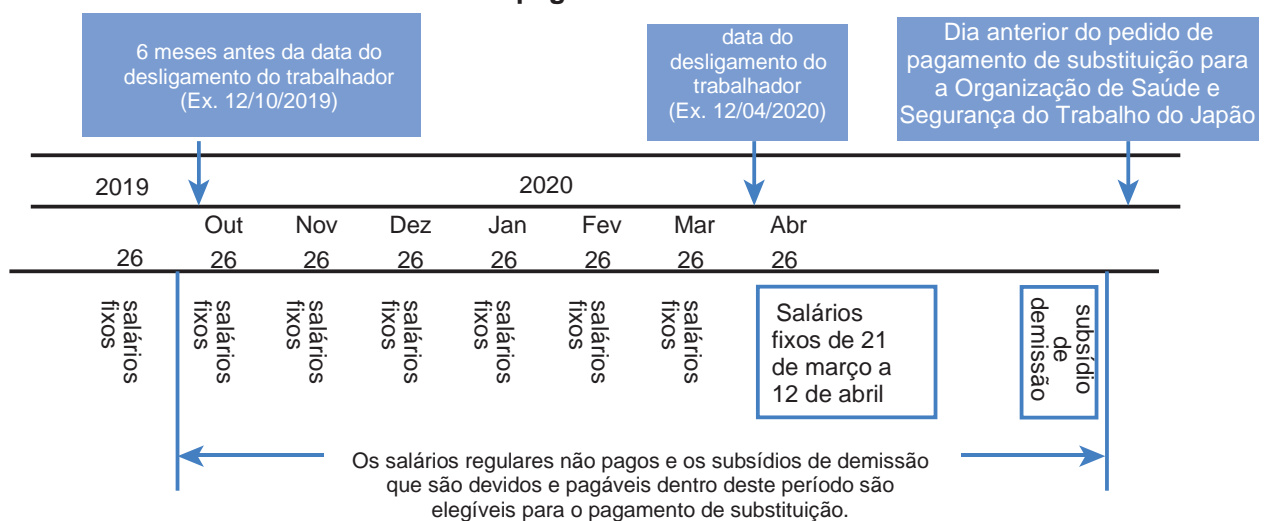 pag
6 meses antes da data do
desligamento do trabalhador
(Ex. 12/10/2019)
data do
desligamento do
trabalhador
(Ex. 12/04/2020)
Dia anterior do pedido de
pagamento de substituição para
a Organização de Saúde e
Segurança do Trabalho do Japão
2019 2020
Out Nov Dez Jan Fev Mar Abr
26 26 26 26 26 26 26 26
salários
fixos
salários
fixos
salários
fixos
salários
fixos
salários
fixos
salários
fixos
salários
fixos
Salários
fixos de 21
de março a
12 de abril
subsídio
de
demissão
Os salários regulares não pagos e os subsídios de demissão
que são devidos e pagáveis dentro deste período são
elegíveis para o pagamento de substituição.